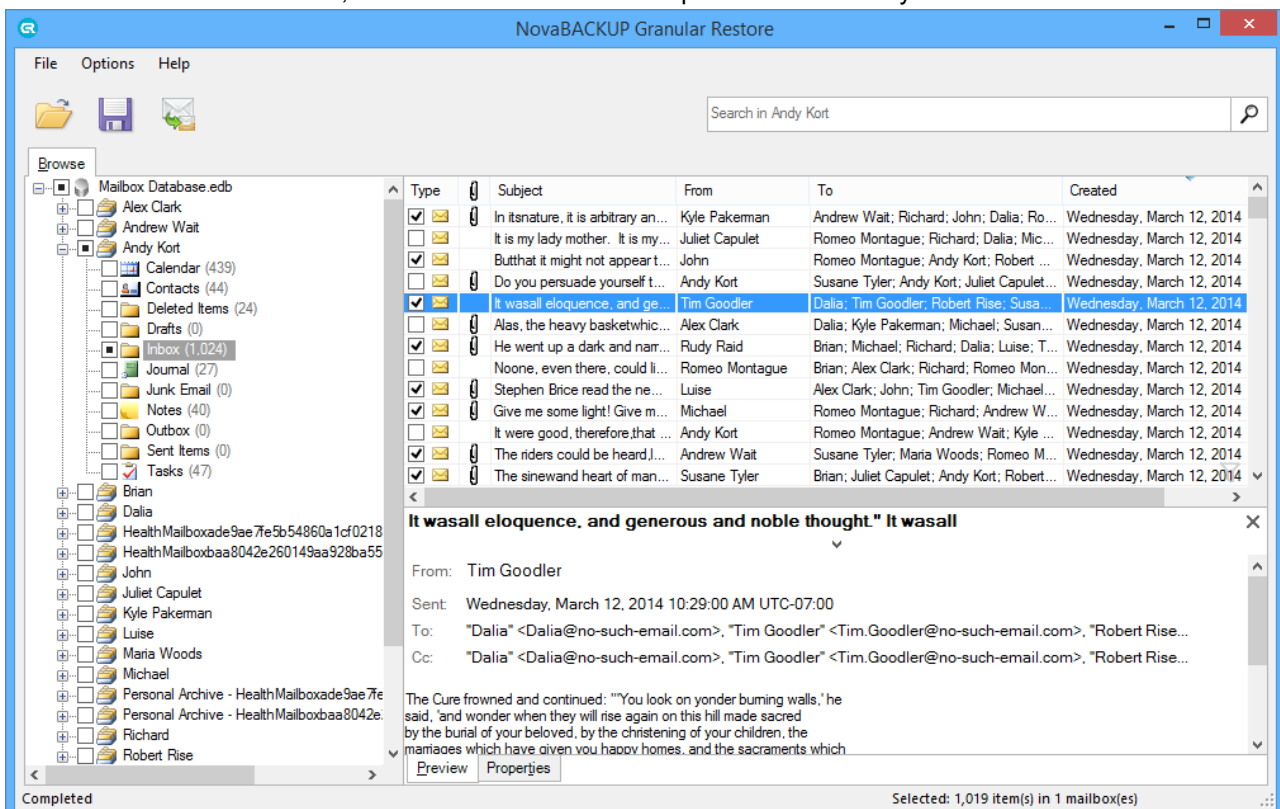 NovaBACKUP Granular Restore
File Options Help
Search in Andy Kort
Browse
Mailbox Database.edb
Alex Clark
Andrew Wait
Andy Kort
Calendar (439)
Contacts (44)
Deleted Items (24)
Drafts (0)
Inbox (1,024)
Journal (27)
Junk Email (0)
Notes (40)
Outbox (0)
Sent Items (0)
Tasks (47)
Brian
Dalia
HealthMailboxade9ae7fe5b54860a1cf0218
HealthMailboxbaa8042e260149aa928ba55
John
Juliet Capulet
Kyle Pakerman
Luise
Maria Woods
Michael
Personal Archive - HealthMailboxade9ae7fe
Personal Archive - HealthMailboxbaa8042e
Richard
Robert Rise
Type Subject From To Created
In itsnature, it is arbitrary an... Kyle Pakerman Andrew Wait; Richard; John; Dalia; Ro... Wednesday, March 12, 2014
It is my lady mother. It is my... Juliet Capulet Romeo Montague; Richard; Dalia; Mic... Wednesday, March 12, 2014
Butthat it might not appear t... John Romeo Montague; Andy Kort; Robert ... Wednesday, March 12, 2014
Do you persuade yourself t... Andy Kort Susane Tyler; Andy Kort; Juliet Capulet... Wednesday, March 12, 2014
It wasall eloquence, and ge... Tim Goodler Dalia; Tim Goodler; Robert Rise; Susa... Wednesday, March 12, 2014
Alas, the heavy basketwhic... Alex Clark Dalia; Kyle Pakerman; Michael; Susan... Wednesday, March 12, 2014
He went up a dark and narr... Rudy Raid Brian; Michael; Richard; Dalia; Luise; T... Wednesday, March 12, 2014
Noone, even there, could li... Romeo Montague Brian; Alex Clark; Richard; Romeo Mon... Wednesday, March 12, 2014
Stephen Brice read the ne... Luise Alex Clark; John; Tim Goodler; Michael... Wednesday, March 12, 2014
Give me some light! Give m... Michael Romeo Montague; Richard; Andrew W... Wednesday, March 12, 2014
It were good, therefore,that ... Andy Kort Romeo Montague; Andrew Wait; Kyle ... Wednesday, March 12, 2014
The riders could be heard,l... Andrew Wait Susane Tyler; Maria Woods; Romeo M... Wednesday, March 12, 2014
The sinewand heart of man... Susane Tyler Brian; Juliet Capulet; Andy Kort; Robert... Wednesday, March 12, 2014
It wasall eloquence, and generous and noble thought." It wasall
From: Tim Goodler
Sent: Wednesday, March 12, 2014 10:29:00 AM UTC-07:00
To: "Dalia" <Dalia@no-such-email.com>, "Tim Goodler" <Tim.Goodler@no-such-email.com>, "Robert Rise...
Cc: "Dalia" <Dalia@no-such-email.com>, "Tim Goodler" <Tim.Goodler@no-such-email.com>, "Robert Rise...
The Cure frowned and continued: "'You look on yonder burning walls,' he
said, 'and wonder when they will rise again on this hill made sacred
by the burial of your beloved, by the christening of your children, the
marriages which have given you happy homes, and the sacraments which
Preview Properties
Completed Selected: 1,019 item(s) in 1 mailbox(es)